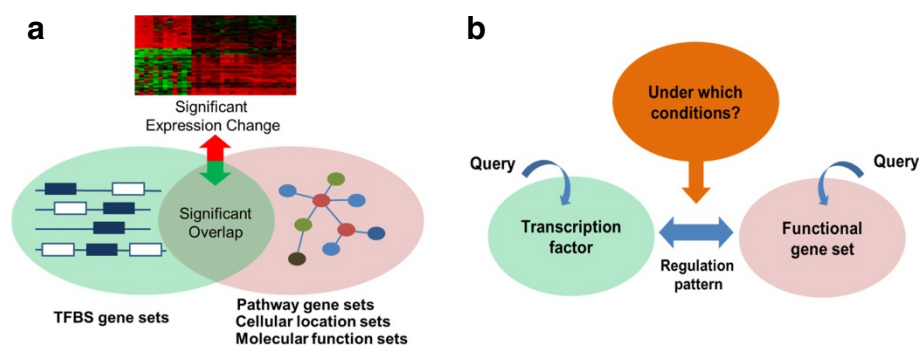 a
Significant
Expression Change
Significant
Overlap
TFBS gene sets
Pathway gene sets
Cellular location sets
Molecular function sets
b
Under which
conditions?
Query
Query
Transcription
factor
Functional
gene set
Regulation
pattern